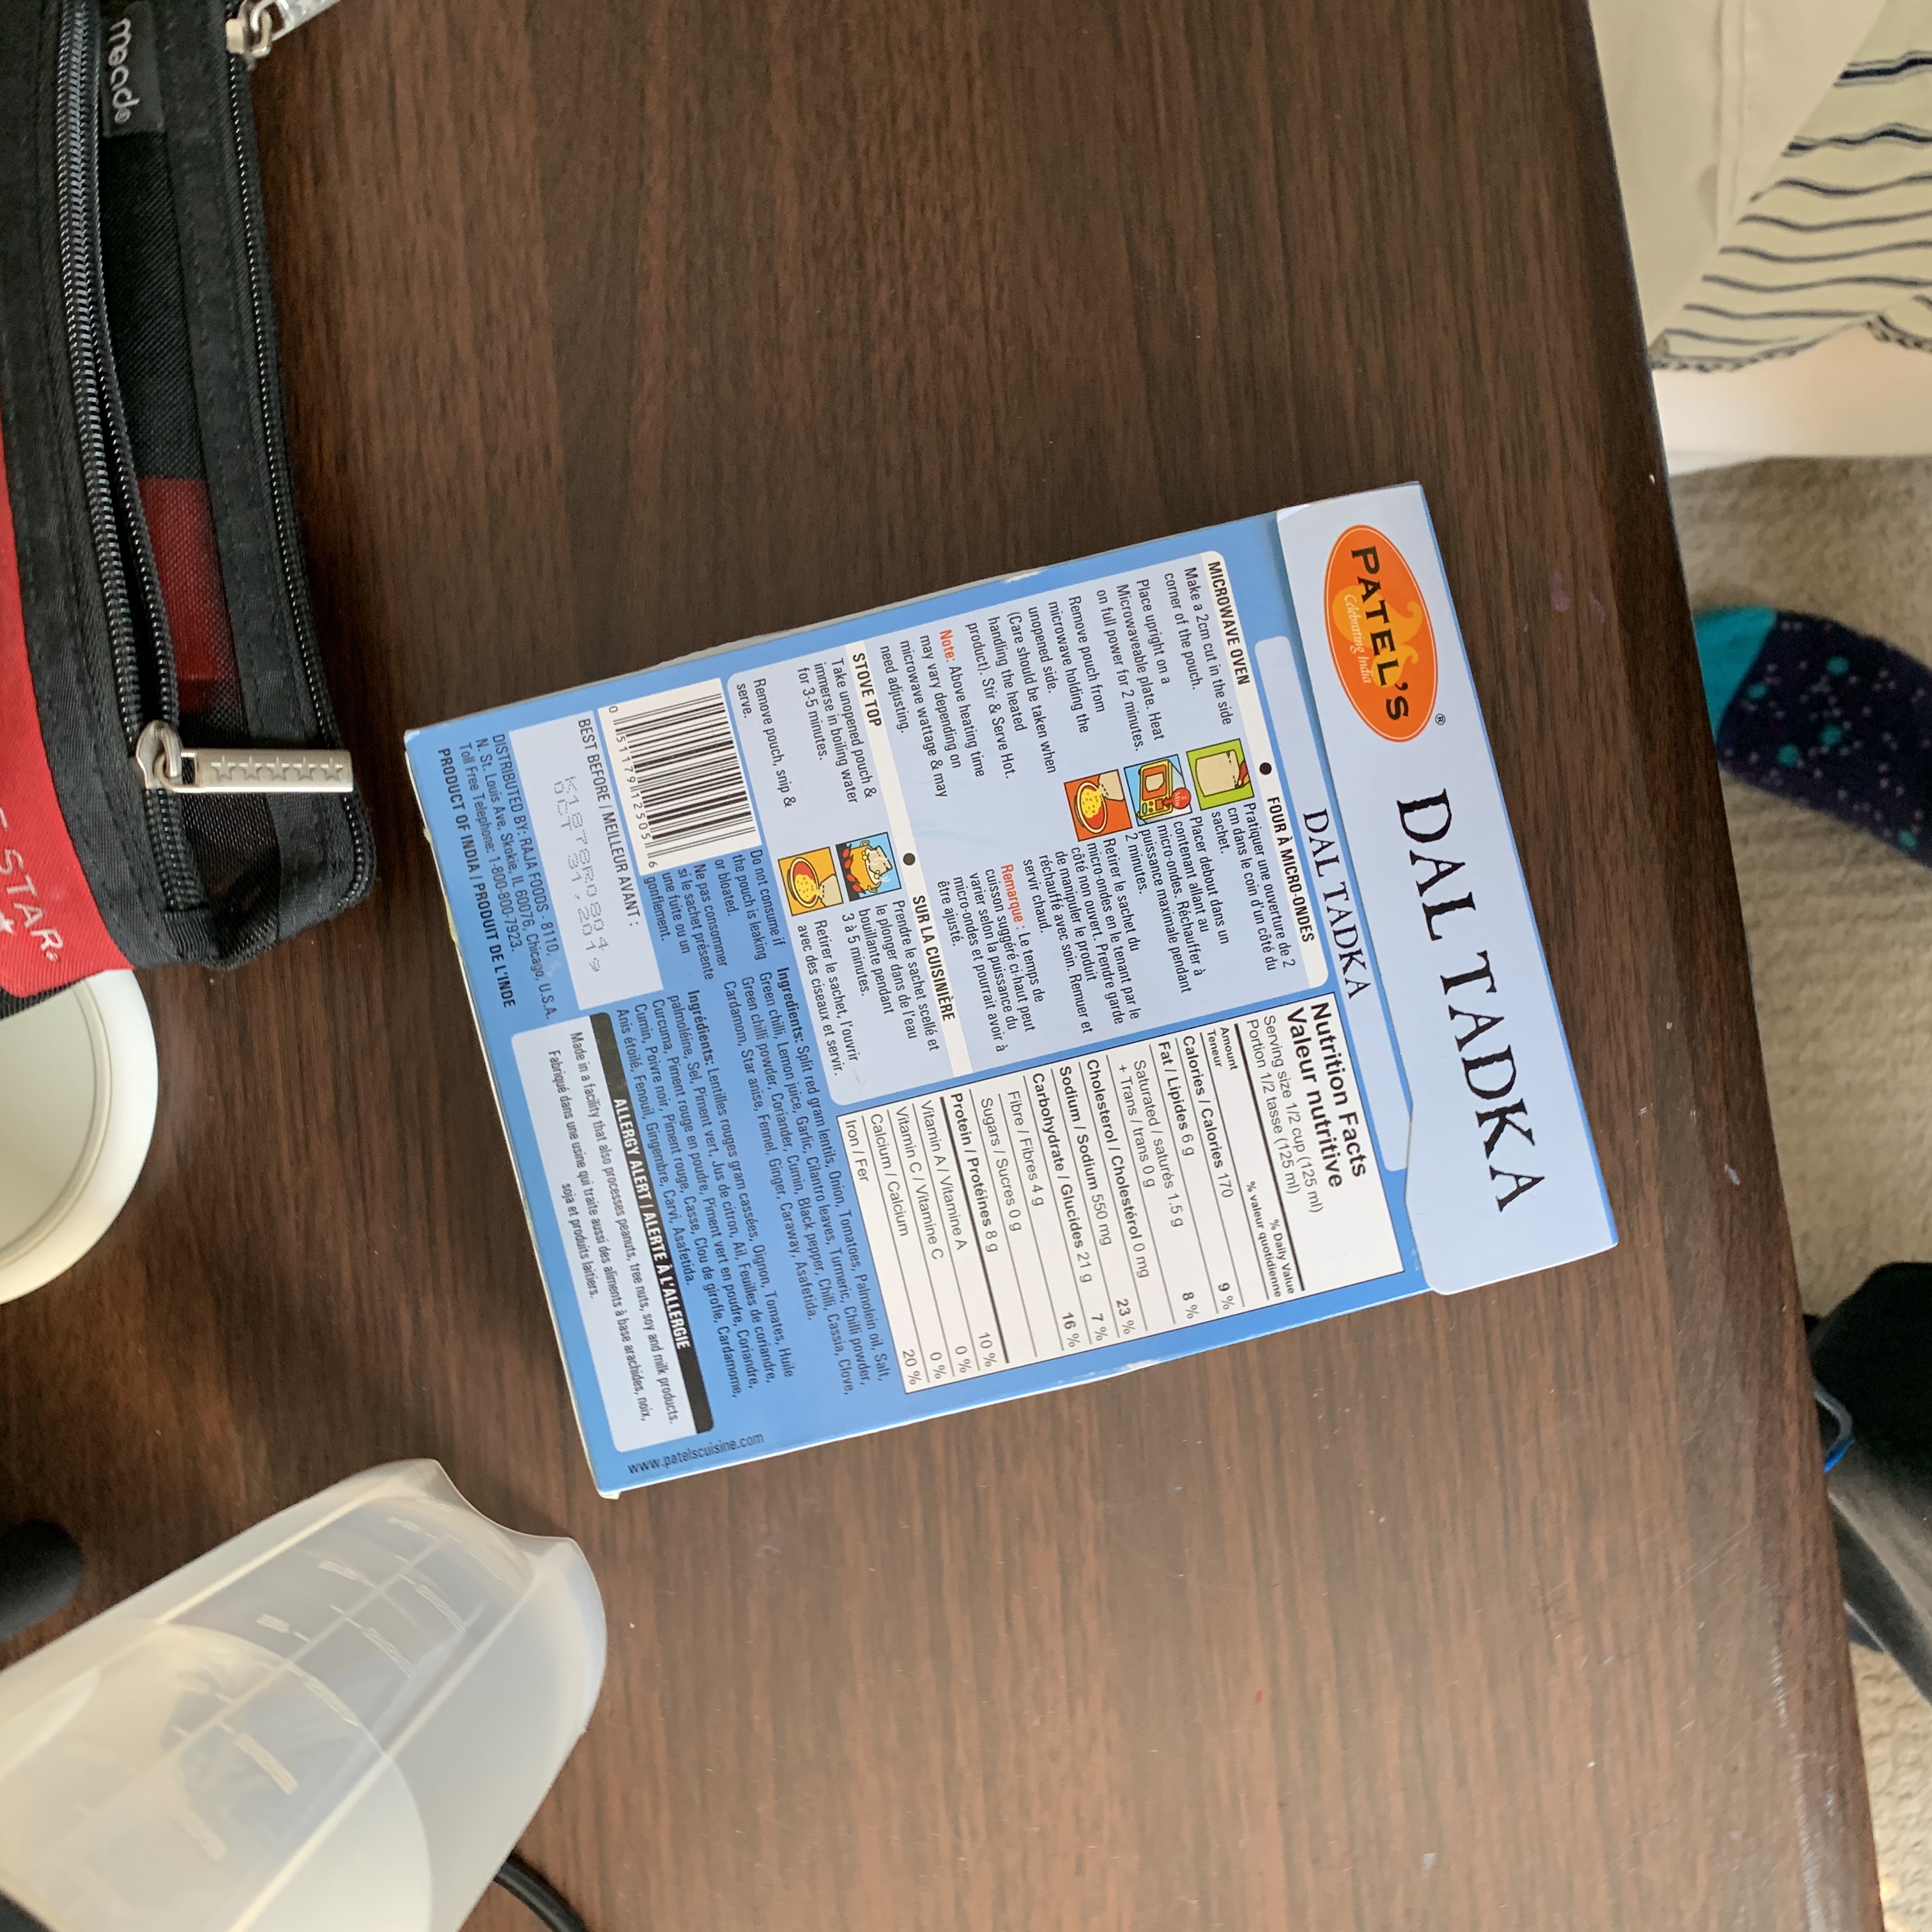 PATEL'S
Celebrating India
®
DAL TADKA
DAL TADKA
MICROWAVE OVEN
Make a 2cm cut in the side
corner of the pouch.
Place upright on a
Microwaveable. plate. Heat
on full power for 2 minutes.
Remove pouch from
microwave holding the
unopened side.
(Care should be taken when
handling the heated
product). Stir & Serve Hot.
Note: Above heating time
may vary depending on
microwave wattage & may
need adjusting.
STOVE TOP
Take unopened & pouch &
immerse in boiling water
for 3-5 minutes.
Remove pouch, snip &
serve.
FOUR À MICRO-ONDES
Pratiquer une ouverture de 2
cm dans le coin d'un côté du
sachet.
Placer debout dans un
contenant allant au
micro-ondes. Réchauffer à
puissance maximale pendant
2 minutes.
Retirer le sachet du
micro-ondes en le tenant par le
côté non ouvert. Prendre garde
de manipuler le produit
réchauffé avec soin. Remuer et
servir chaud.
Remarque : Le temps de
cuisson suggéré ci-haut peut
varier selon la puissance du
micro-ondes et pourrait avoir à
être ajusté.
SUR LA CUISINIÈRE
Prendre le sachet scellé et
le plonger dans de l'eau
bouillante pendant
3 à 5 minutes.
Retirer le sachet, l'ouvrir
avec des ciseaux et servir.
Nutrition Facts
Valeur nutritive
Serving size 1/2 cup (125 ml)
Portion 1/2 tasse (125 ml)
Amount % Daily Value
Teneur % valeur quotidienne
Calories / Calories 170
Fat / Lipides 6 g 9 %
Saturated / saturés 1.5 g
+ Trans / trans 0 g 8 %
Cholesterol / Cholestérol 0 mg
Sodium / Sodium 550 mg 23 %
Carbohydrate / Glucides 21 g 7 %
Fibre / Fibres 4 g 16 %
Sugars / Sucres 0 g
Protein / Protéines 8 g
Vitamin A / Vitamine A 10 %
Vitamin C / Vitamine C 0 %
Calcium / Calcium 0 %
Iron / Fer 20 %
Do not consume if
the pouch is leaking
or bloated.
Ne pas consommer
si le sachet présente
une fuite ou un
gonflement.
0 51179 12505 6
BEST BEFORE / MEILLEUR AVANT :
OCT 31, 201
DISTRIBUTED BY: RAJA FOODS - 8110,
N. St. Louis Ave, Skokie, IL 60076, Chicago, U.S.A.
Toll Free Telephone: 1-800-800-7923.
PRODUCT OF INDIA / PRODUIT DE L'INDE
Ingredients: Split red gram lentils, Onion, Tomatoes, Palmolein oil, Salt,
Green chilli, Lemon juice, Garlic, Cilantro leaves, Turmeric, Chilli powder,
Green chilli powder, Coriander, Cumin, Black pepper, Chilli, Cassia, Clove,
Cardamom, Star anise, Fennel, Ginger, Caraway, Asafetida.
Ingrédients: Lentilles rouges gram cassées, Oignon, Tomates, Huile
palmoléine, Sel, Piment vert, Jus de citron, Ail, Feuilles de coriandre,
Curcuma, Piment rouge en poudre, Piment vert en poudre, Coriandre,
Cumin, Poivre noir, Piment rouge, Casse, Clou de girofle, Cardamome,
Anis étoilé, Fenouil, Gingembre, Carvi, Asafetida.
ALLERGY ALERT / ALERTE À L'ALLERGIE
Made in a facility that also processes peanuts, tree nuts, soy and milk products.
Fabriqué dans une usine qui traite aussi des aliments à base arachides, noix,
soja et produits laitiers.
www.patelscuisine.com
STAR.
mead